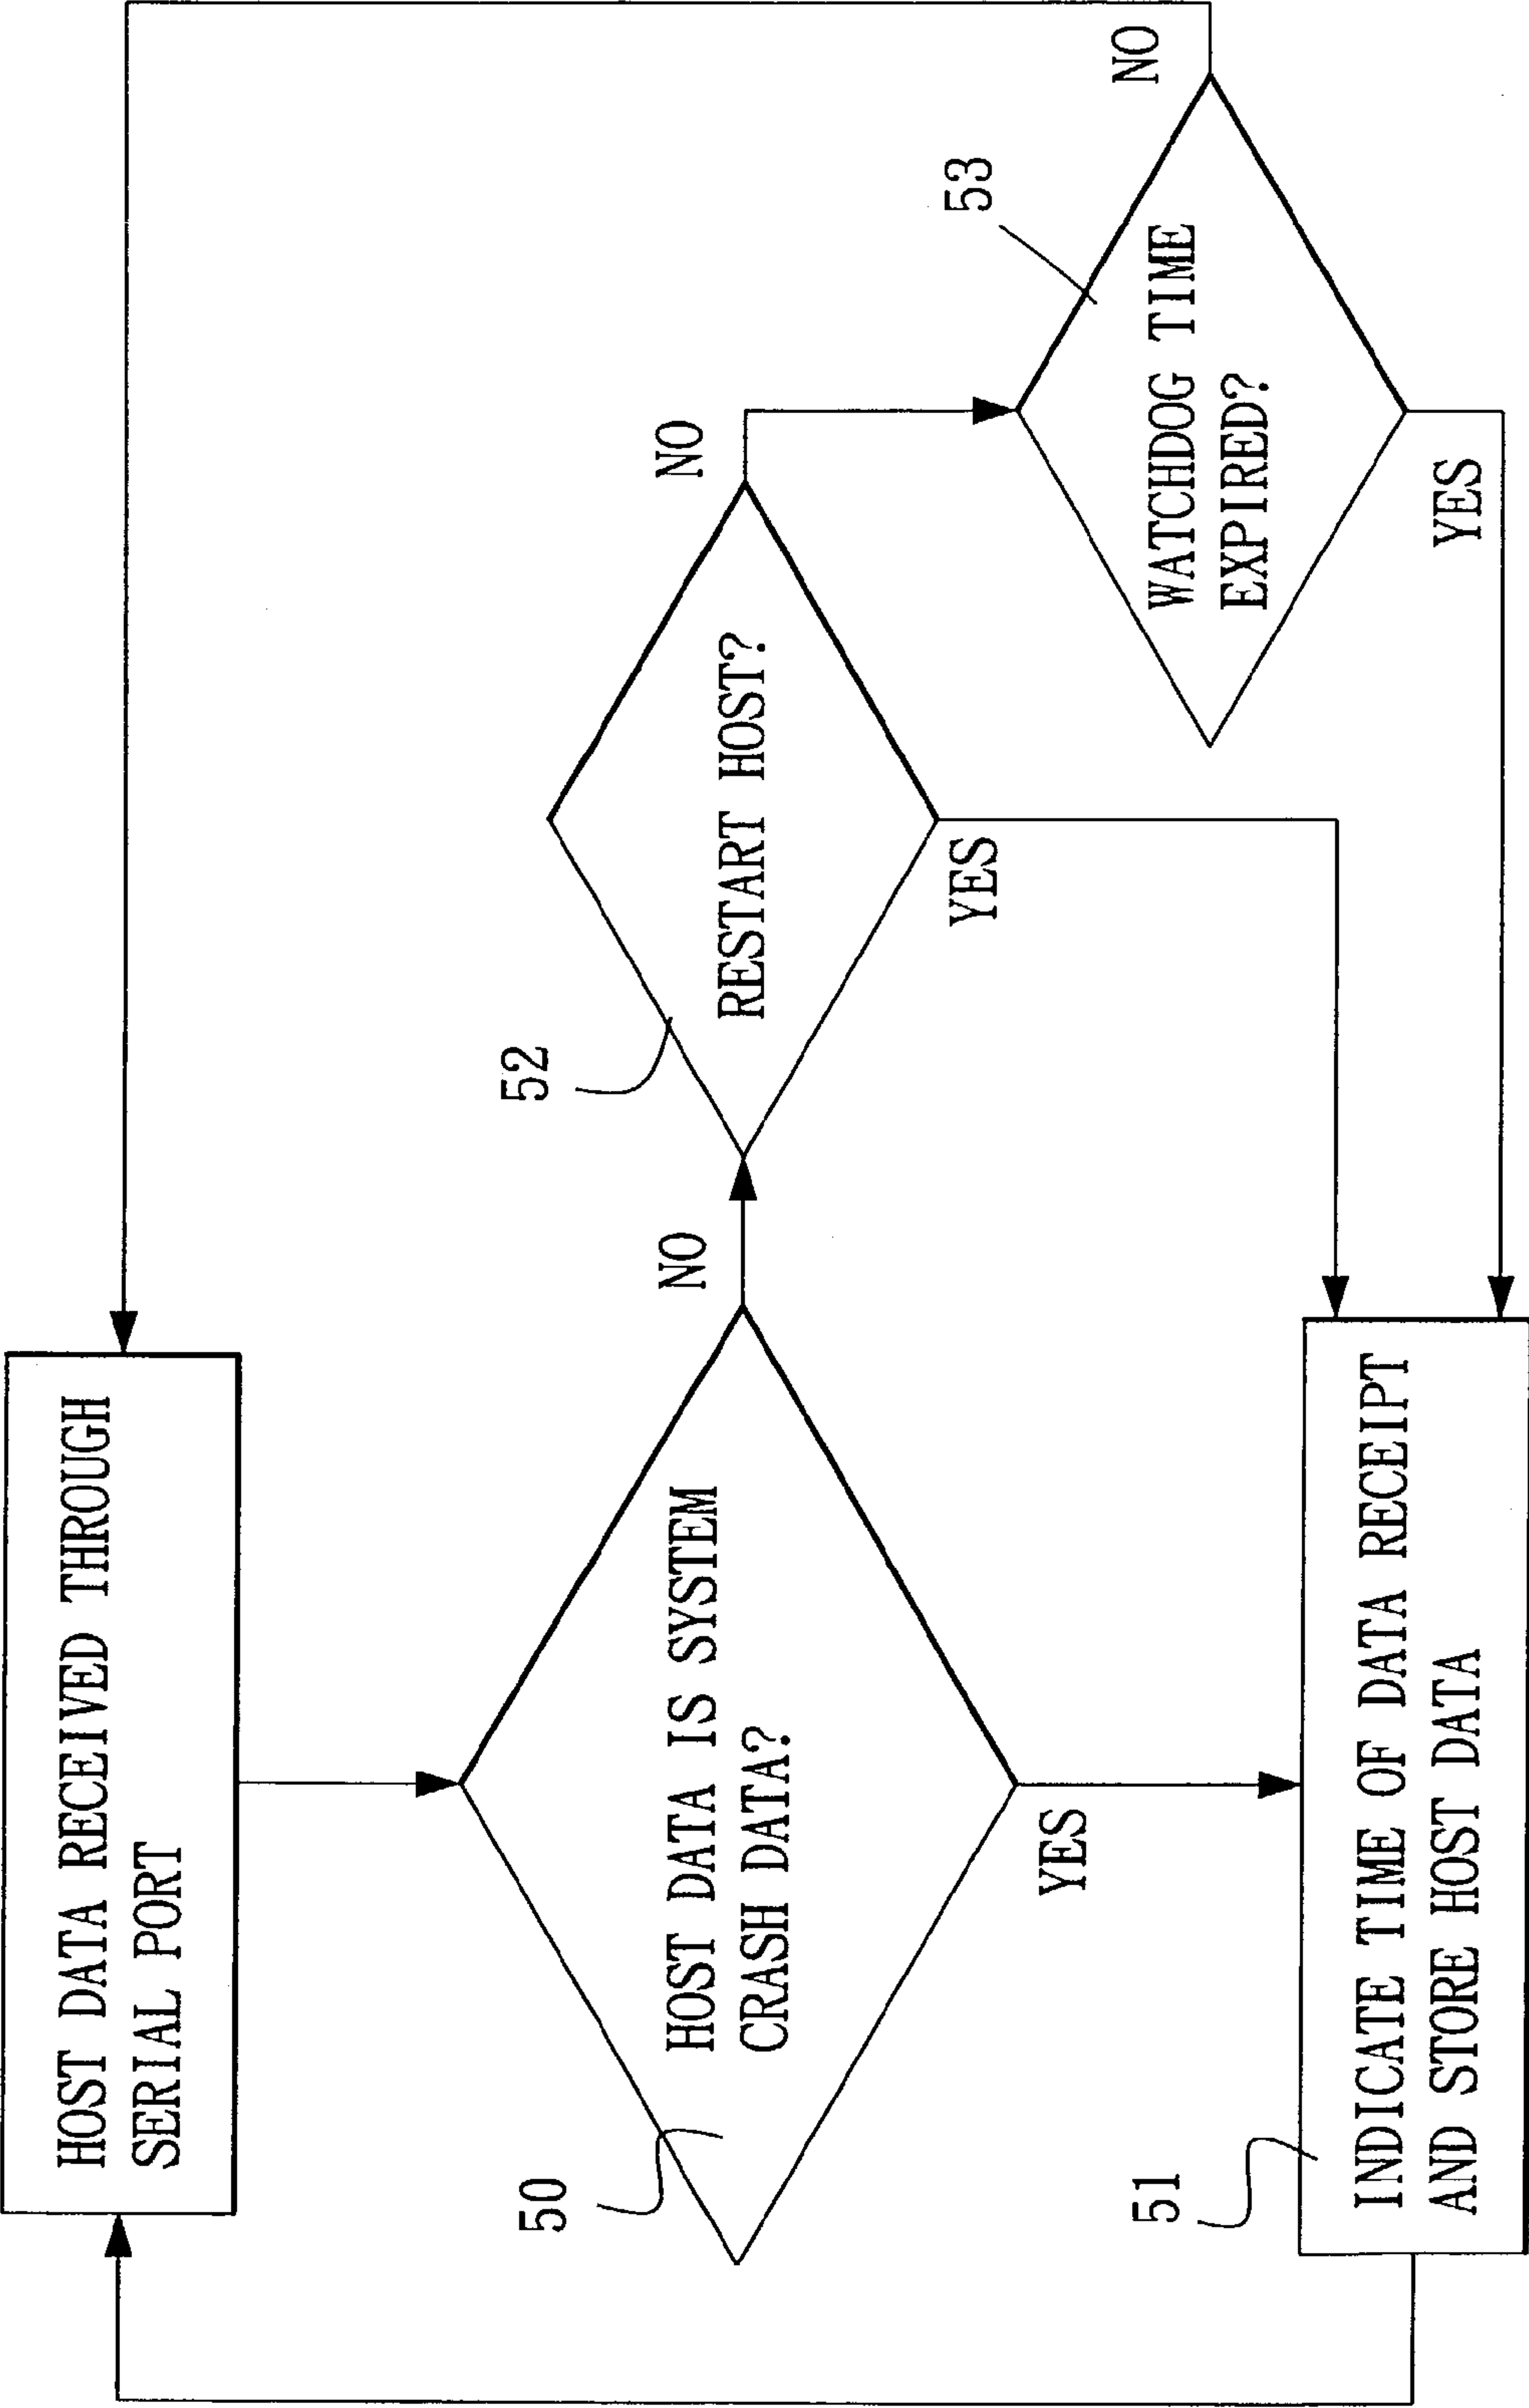 HOST DATA RECEIVED THROUGH
SERIAL PORT
50
HOST DATA IS SYSTEM
CRASH DATA?
NO
YES
52
RESTART HOST?
NO
YES
53
WATCHDOG TIME
EXPIRED?
NO
YES
51
INDICATE TIME OF DATA RECEIPT
AND STORE HOST DATA